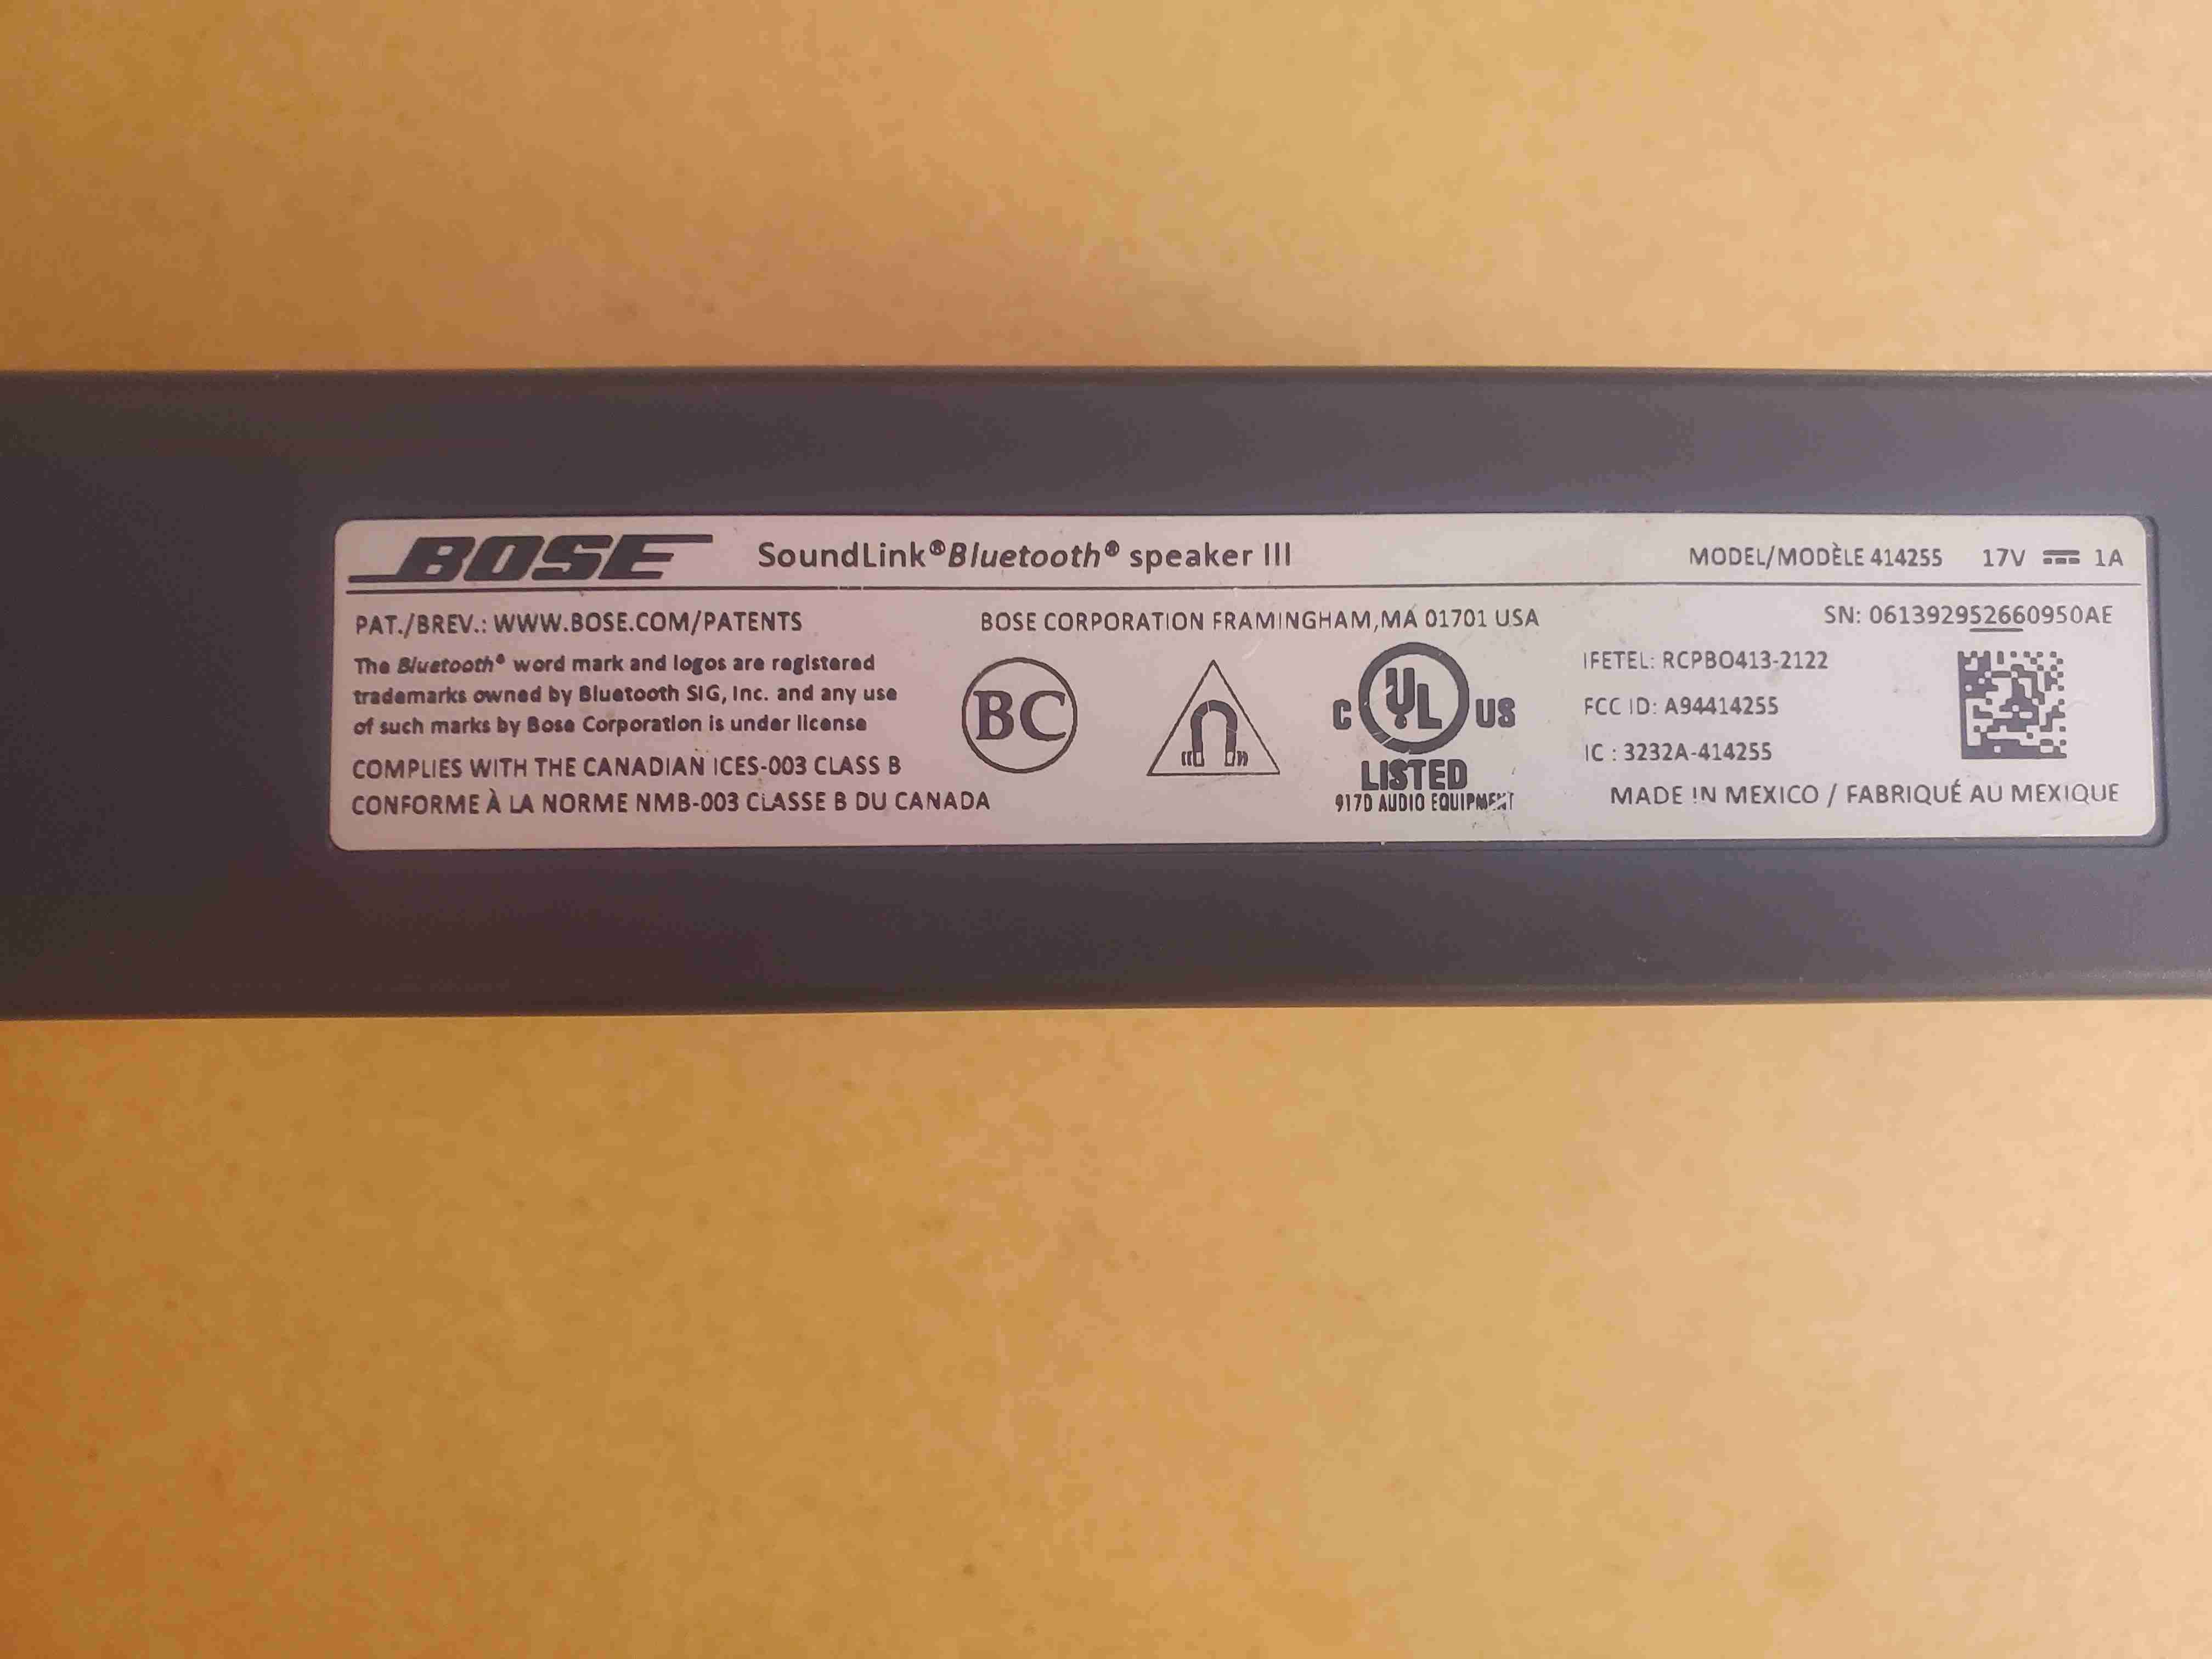 BOSE SoundLink® Bluetooth® speaker III MODEL/MODÈLE 414255 17V ⎓ 1A
PAT./BREV.: WWW.BOSE.COM/PATENTS BOSE CORPORATION FRAMINGHAM,MA 01701 USA SN: 061392952660950AE
The Bluetooth® word mark and logos are registered
trademarks owned by Bluetooth SIG, Inc. and any use
of such marks by Bose Corporation is under license
COMPLIES WITH THE CANADIAN ICES-003 CLASS B
CONFORME À LA NORME NMB-003 CLASSE B DU CANADA
BC
C UL US
LISTED
917D AUDIO EQUIPMENT
IFETEL: RCPBO413-2122
FCC ID: A94414255
IC : 3232A-414255
MADE IN MEXICO / FABRIQUÉ AU MEXIQUE